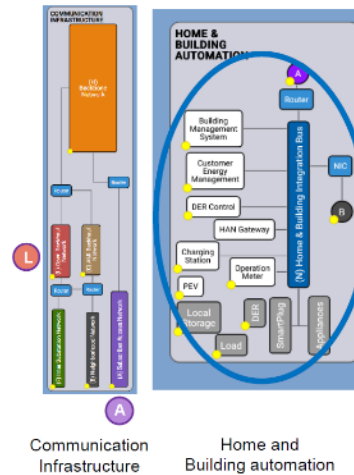 COMMUNICATION
INFRASTRUCTURE
Backbone
Network
Router
Router
Router
Router
L
A
Communication
Infrastructure
HOME &
BUILDING
AUTOMATION
A
Router
Building
Management
System
Customer
Energy
Management
DER Control
HAN Gateway
Charging
Station
PEV
Operation
Meter
Local
Storage
Load
DER
SmartPlug
Appliances
(N) Home & Building Integration Bus
NIC
B
Home and
Building automation